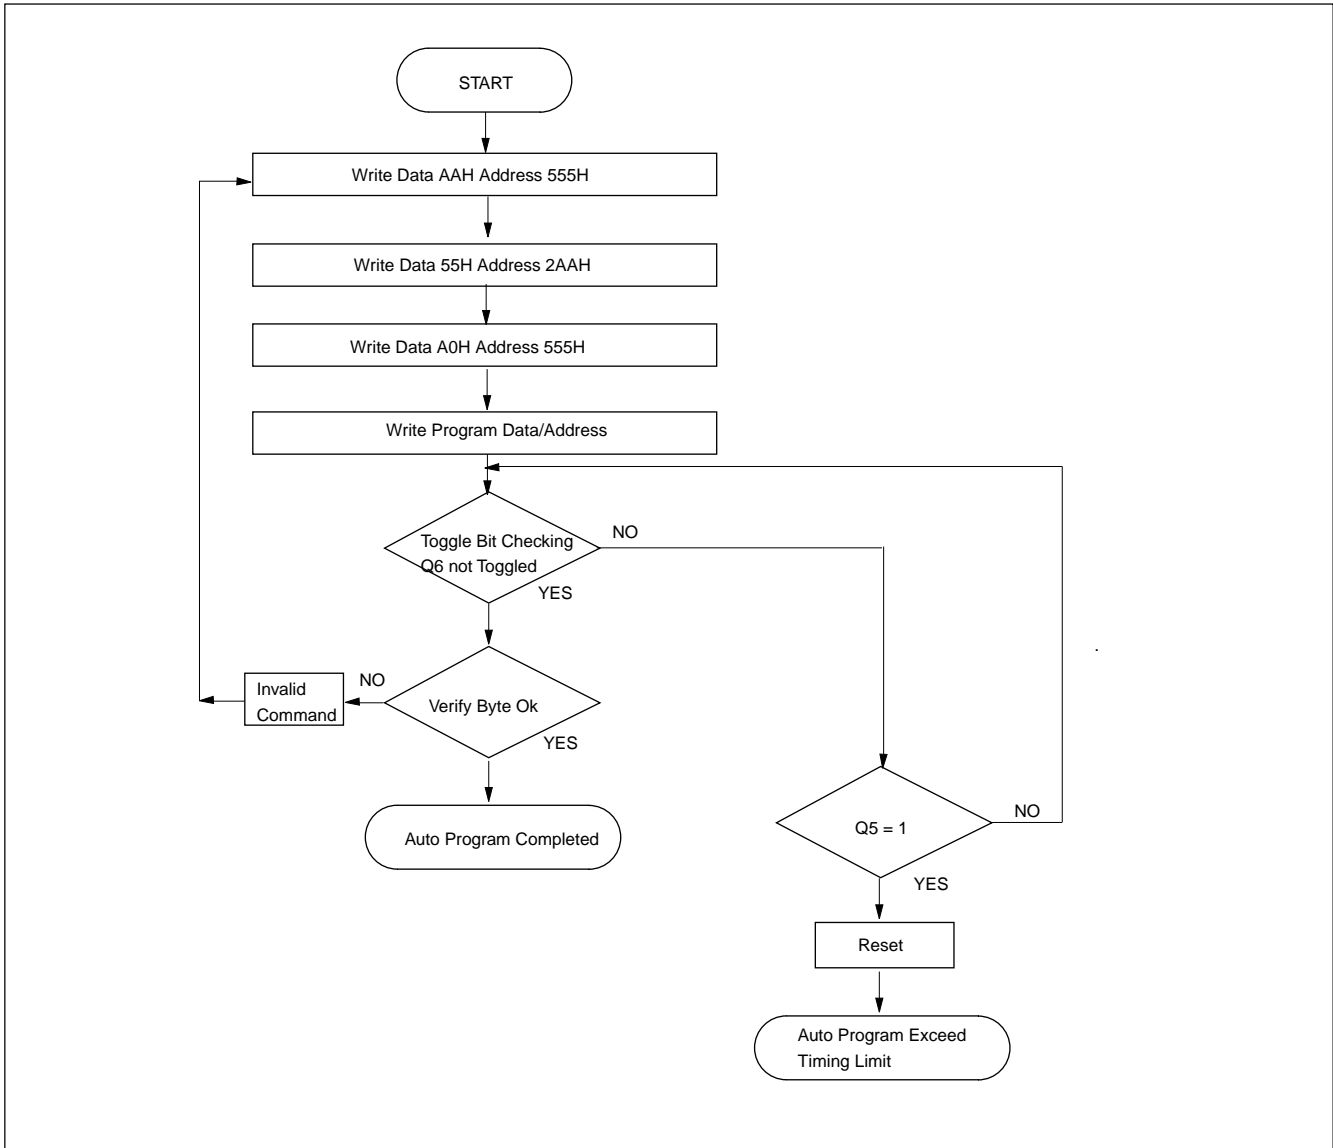 START
Write Data AAH Address 555H
Write Data 55H Address 2AAH
Write Data A0H Address 555H
Write Program Data/Address
Toggle Bit Checking
Q6 not Toggled
NO
YES
Invalid
Command
NO
Verify Byte Ok
YES
Auto Program Completed
Q5 = 1
NO
YES
Reset
Auto Program Exceed
Timing Limit